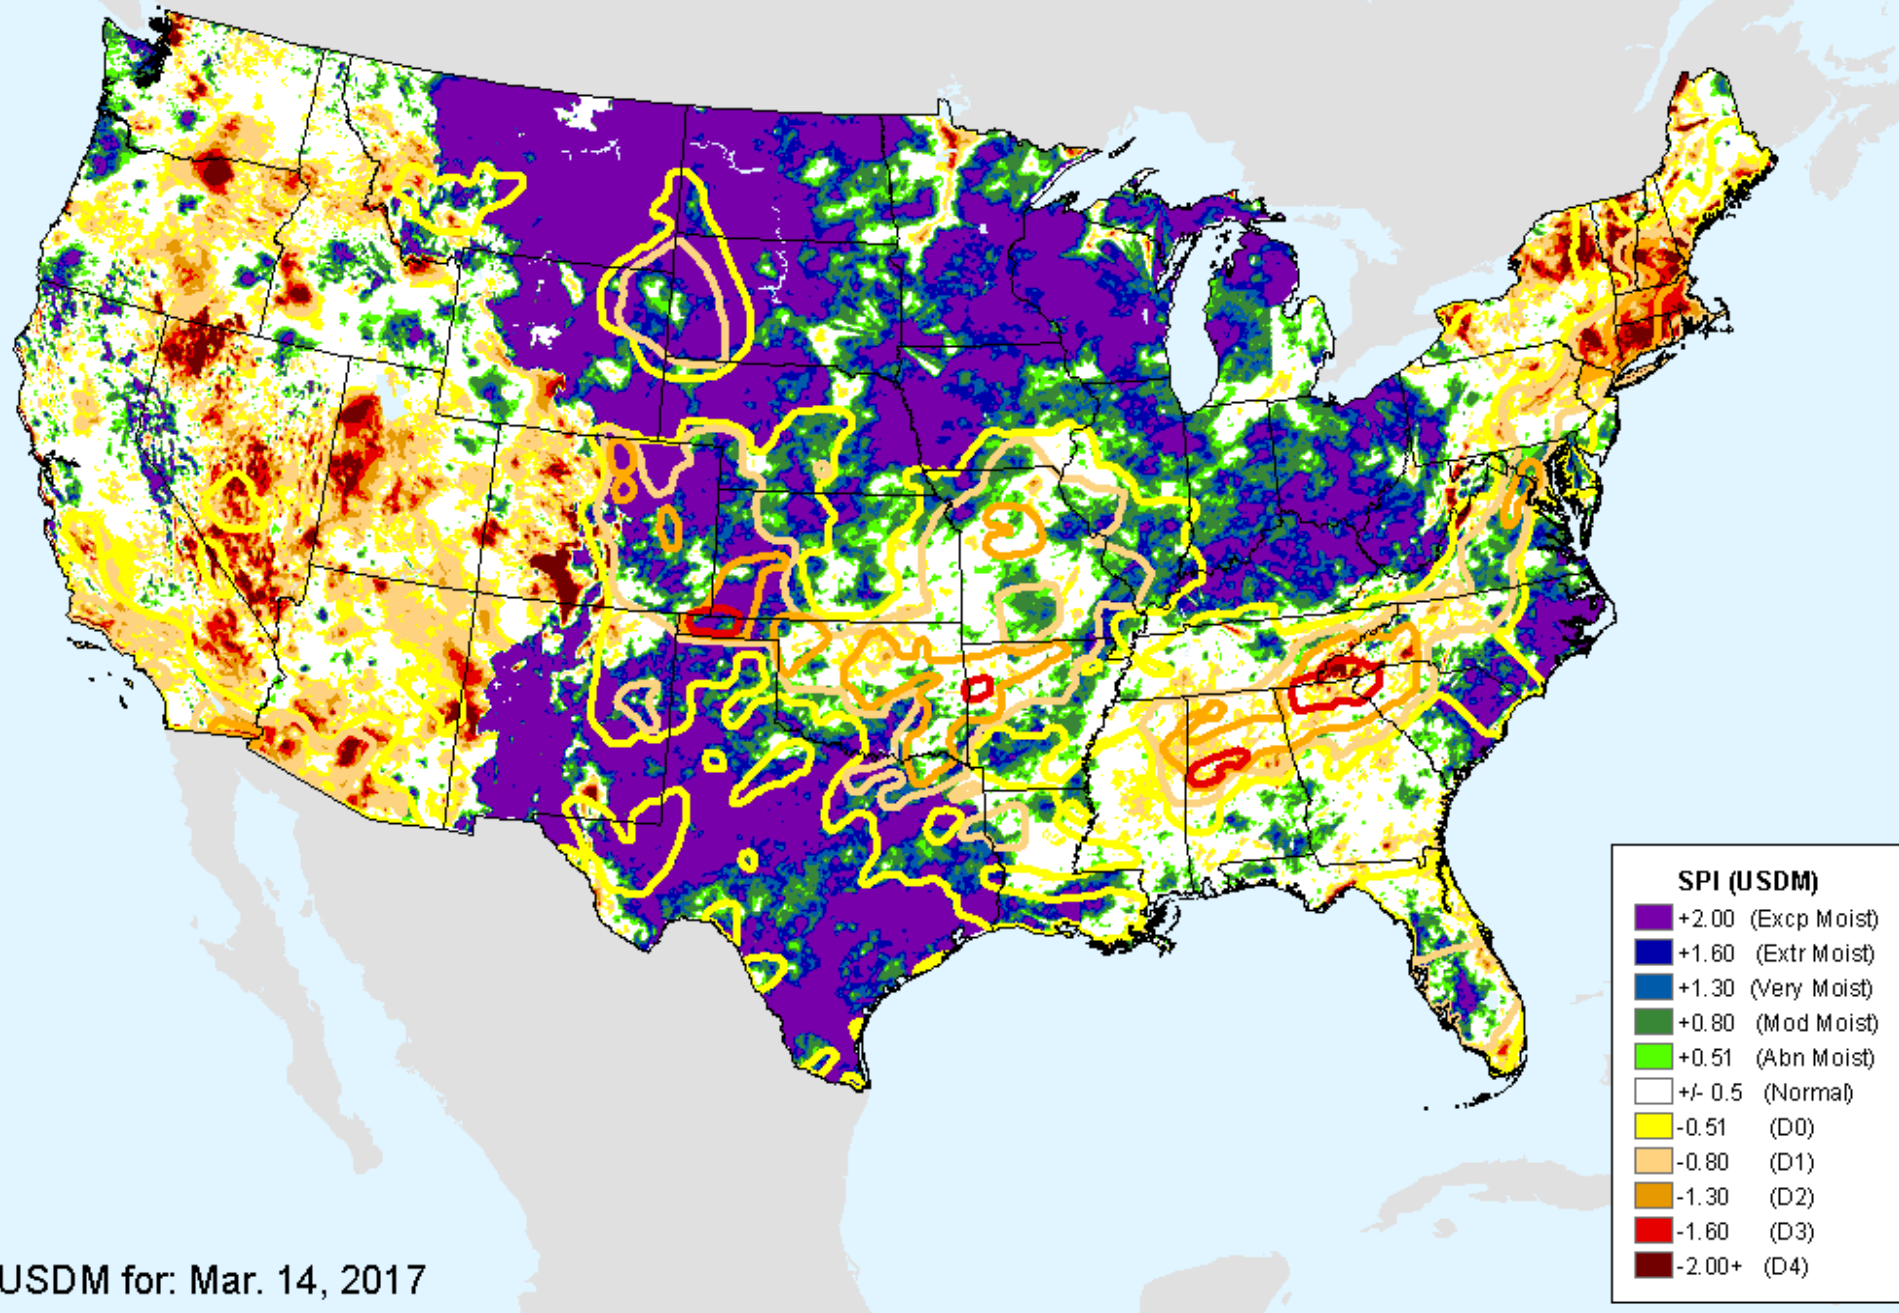 SPI (USDM)
+2.00 (Excp Moist)
+1.60 (Extr Moist)
+1.30 (Very Moist)
+0.80 (Mod Moist)
+0.51 (Abn Moist)
+/- 0.5 (Normal)
-0.51 (D0)
-0.80 (D1)
-1.30 (D2)
-1.60 (D3)
-2.00+ (D4)
USDM for: Mar. 14, 2017